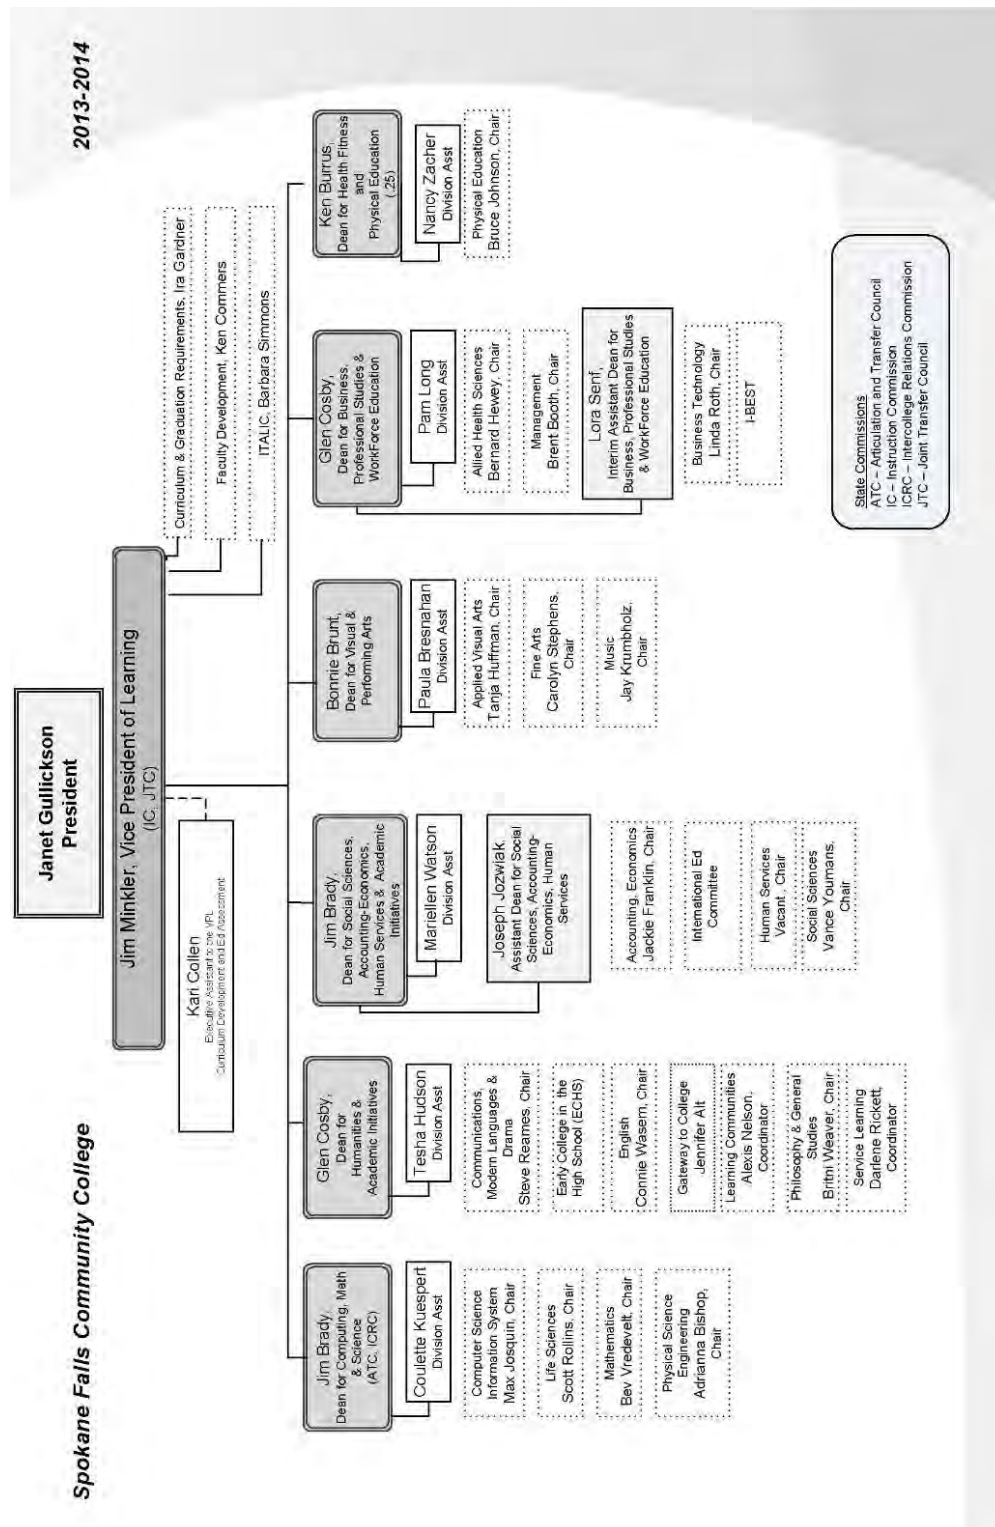 Spokane Falls Community College
2013-2014
Janet Gullickson
President
Jim Minkler, Vice President of Learning
(IC, JTC)
Kari Collen
Executive Assistant to the VPL
Curriculum Development and Ed Assessment
Curriculum & Graduation Requirements, Ira Gardner
Faculty Development, Ken Commers
ITALIC, Barbara Simmons
Jim Brady,
Dean for Computing, Math
& Science
(ATC, ICRC)
Coulette Kuespert
Division Asst
Computer Science
Information System
Max Josquin, Chair
Life Sciences
Scott Rollins, Chair
Mathematics
Bev Vredevelt, Chair
Physical Science
Engineering
Adrianna Bishop,
Chair
Glen Cosby,
Dean for
Humanities &
Academic Initiatives
Tesha Hudson
Division Asst
Communications,
Modern Languages &
Drama
Steve Reames, Chair
Early College in the
High School (ECHS)
English
Connie Wasem, Chair
Gateway to College
Jennifer Alt
Learning Communities
Alexis Nelson,
Coordinator
Philosophy & General
Studies
Britni Weaver, Chair
Service Learning
Darlene Rickett,
Coordinator
Jim Brady,
Dean for Social Sciences,
Accounting-Economics,
Human Services & Academic
Initiatives
Mariellen Watson
Division Asst
Joseph Jozwiak,
Assistant Dean for Social
Sciences, Accounting-
Economics, Human
Services
Accounting, Economics
Jackie Franklin, Chair
International Ed
Committee
Human Services
Vacant, Chair
Social Sciences
Vance Youmans,
Chair
Bonnie Brunt,
Dean for Visual &
Performing Arts
Paula Bresnahan
Division Asst
Applied Visual Arts
Tanja Huffman, Chair
Fine Arts
Carolyn Stephens,
Chair
Music
Jay Krumbholz,
Chair
Glen Cosby,
Dean for Business,
Professional Studies &
WorkForce Education
Pam Long
Division Asst
Allied Health Sciences
Bernard Hewey, Chair
Management
Brent Booth, Chair
Lora Senf,
Interim Assistant Dean for
Business, Professional Studies
& WorkForce Education
Business Technology
Linda Roth, Chair
I-BEST
Ken Burrus,
Dean for Health Fitness
and
Physical Education
(.25)
Nancy Zacher
Division Asst
Physical Education
Bruce Johnson, Chair
State Commissions
ATC – Articulation and Transfer Council
IC – Instruction Commission
ICRC – Intercollege Relations Commission
JTC – Joint Transfer Council